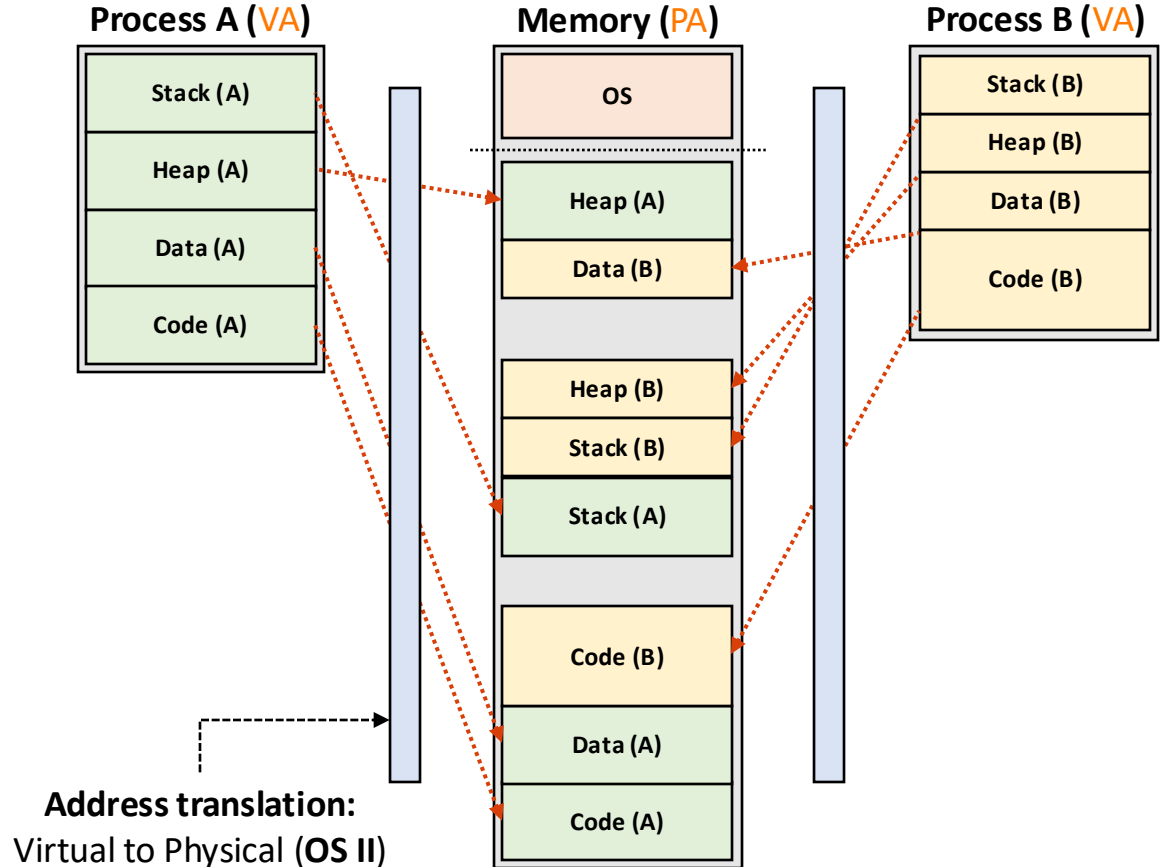 Process A (VA)
Stack (A)
Heap (A)
Data (A)
Code (A)
Memory (PA)
OS
Heap (A)
Data (B)
Heap (B)
Stack (B)
Stack (A)
Code (B)
Data (A)
Code (A)
Process B (VA)
Stack (B)
Heap (B)
Data (B)
Code (B)
Address translation:
Virtual to Physical (OS II)